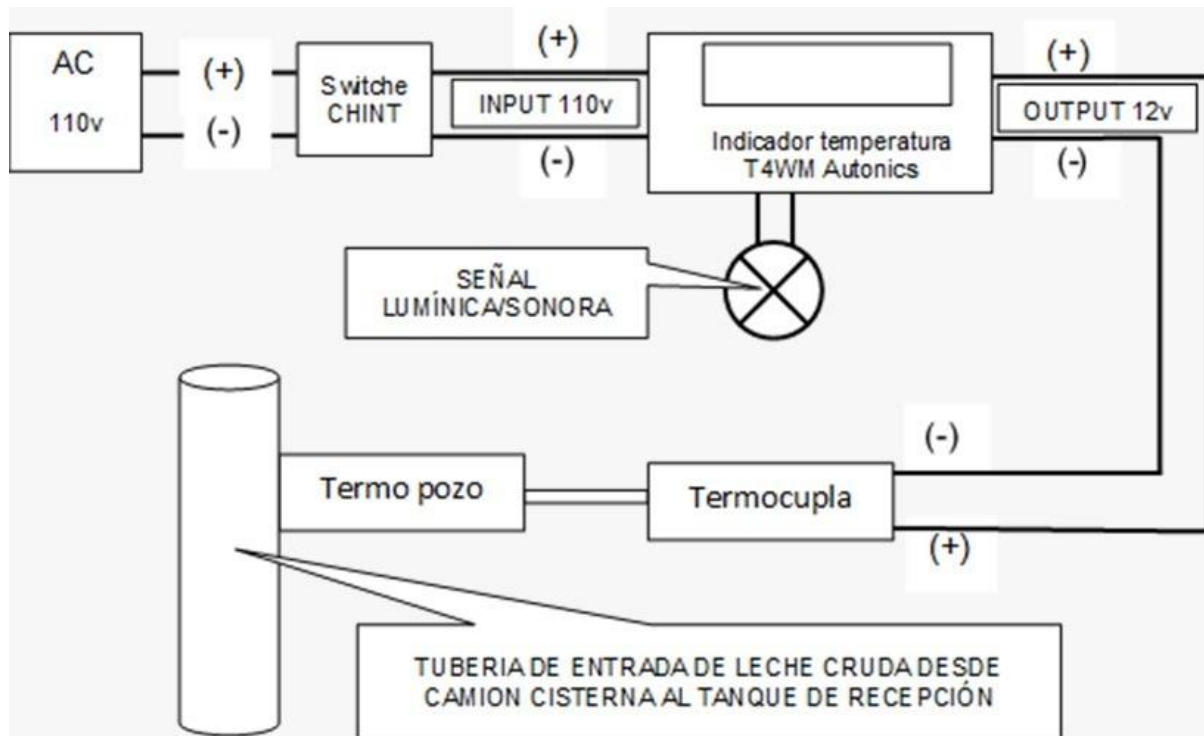 AC
110v
(+)
(-)
Switche
CHINT
(+)
INPUT 110v
(-)
Indicador temperatura
T4WM Autonics
(+)
OUTPUT 12v
(-)
SEÑAL
LUMÍNICA/SONORA
Termo pozo
Termocupla
(-)
(+)
TUBERIA DE ENTRADA DE LECHE CRUDA DESDE
CAMION CISTERNA AL TANQUE DE RECEPCIÓN